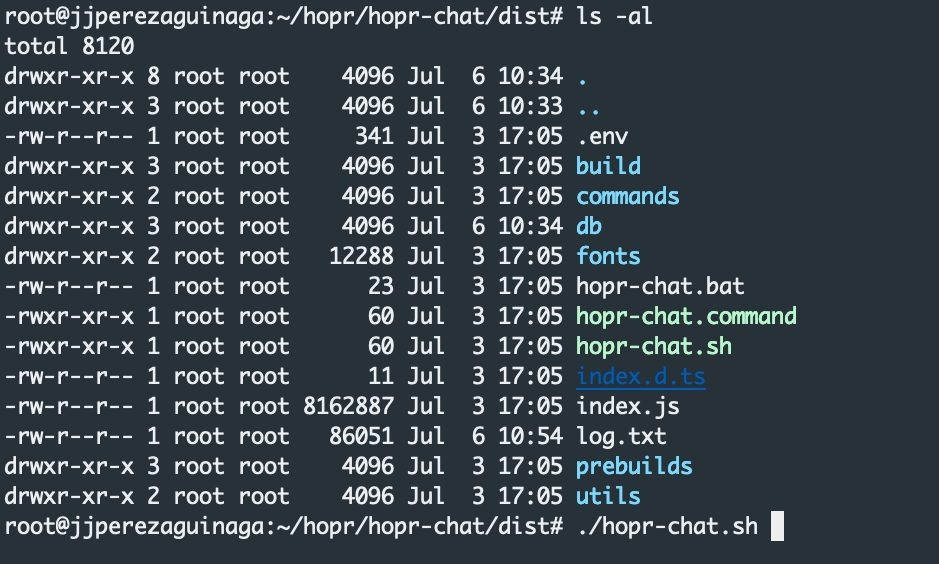 root@jjperezaguinaga:~/hopr/hopr-chat/dist# ls -al
total 8120
drwxr-xr-x 8 root root    4096 Jul  6 10:34 .
drwxr-xr-x 3 root root    4096 Jul  6 10:33 ..
-rw-r--r-- 1 root root     341 Jul  3 17:05 .env
drwxr-xr-x 3 root root    4096 Jul  3 17:05 build
drwxr-xr-x 2 root root    4096 Jul  3 17:05 commands
drwxr-xr-x 3 root root    4096 Jul  6 10:34 db
drwxr-xr-x 2 root root   12288 Jul  3 17:05 fonts
-rw-r--r-- 1 root root      23 Jul  3 17:05 hopr-chat.bat
-rwxr-xr-x 1 root root      60 Jul  3 17:05 hopr-chat.command
-rwxr-xr-x 1 root root      60 Jul  3 17:05 hopr-chat.sh
-rw-r--r-- 1 root root      11 Jul  3 17:05 index.d.ts
-rw-r--r-- 1 root root 8162887 Jul  3 17:05 index.js
-rw-r--r-- 1 root root   86051 Jul  6 10:54 log.txt
drwxr-xr-x 3 root root    4096 Jul  3 17:05 prebuilds
drwxr-xr-x 2 root root    4096 Jul  3 17:05 utils
root@jjperezaguinaga:~/hopr/hopr-chat/dist# ./hopr-chat.sh